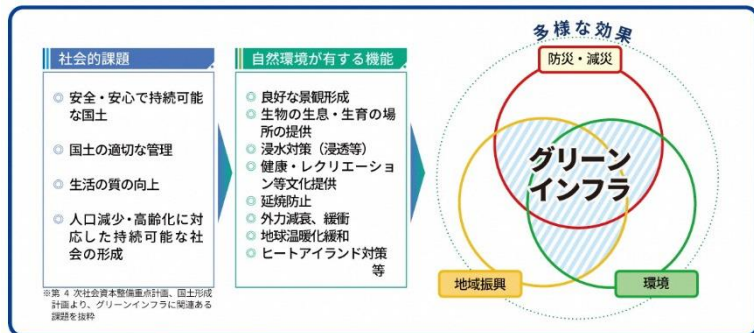 社会的課題
◎ 安全・安心で持続可能
な国土
◎ 国土の適切な管理
◎ 生活の質の向上
◎ 人口減少・高齢化に対
応した持続可能な社
会の形成
※第 4 次社会資本整備重点計画、国土形成
計画より、グリーンインフラに関連ある
課題を抜粋
自然環境が有する機能
◎ 良好な景観形成
◎ 生物の生息・生育の場
所の提供
◎ 浸水対策（浸透等）
◎ 健康・レクリエーショ
ン等文化提供
◎ 延焼防止
◎ 外力減衰、緩衝
◎ 地球温暖化緩和
◎ ヒートアイランド対策
等
多様な効果
防災・減災
グリーン
インフラ
地域振興
環境